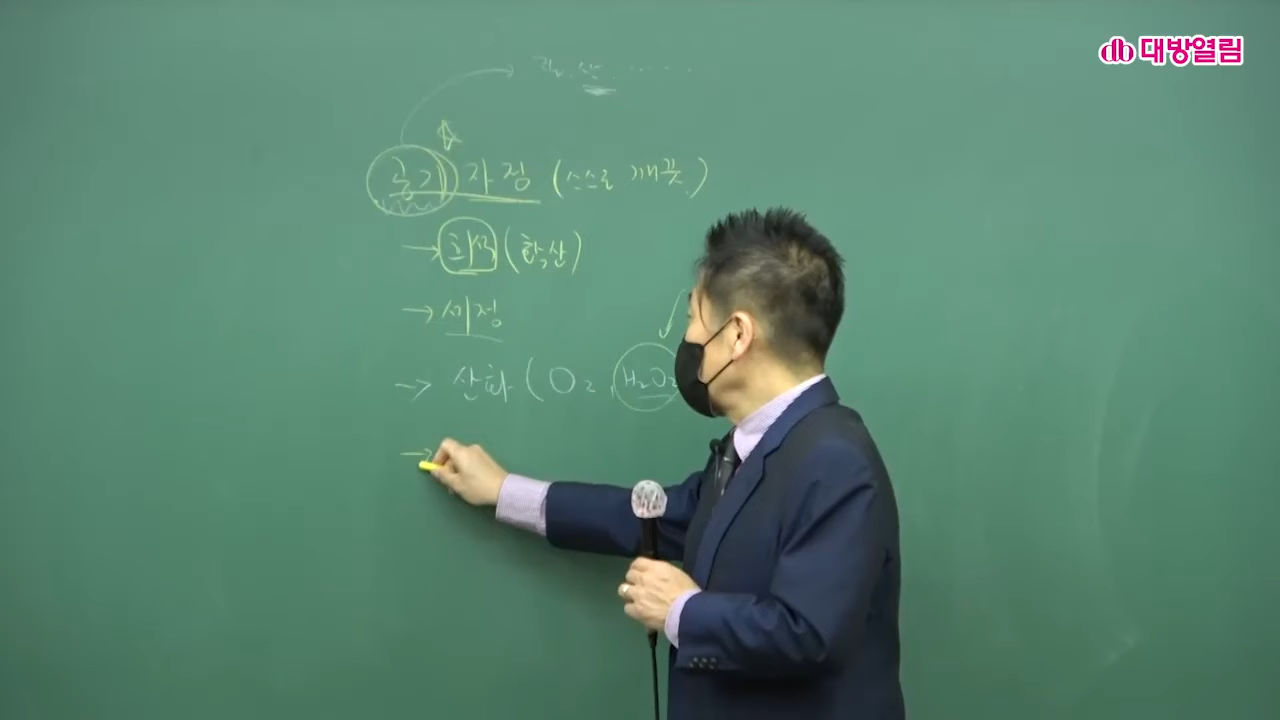 대방열림
산 ······
공기 자정 (스스로 깨끗)
→ 희석 (확산)
→ 세정
→ 산화 ( O₂, H₂O₂
→